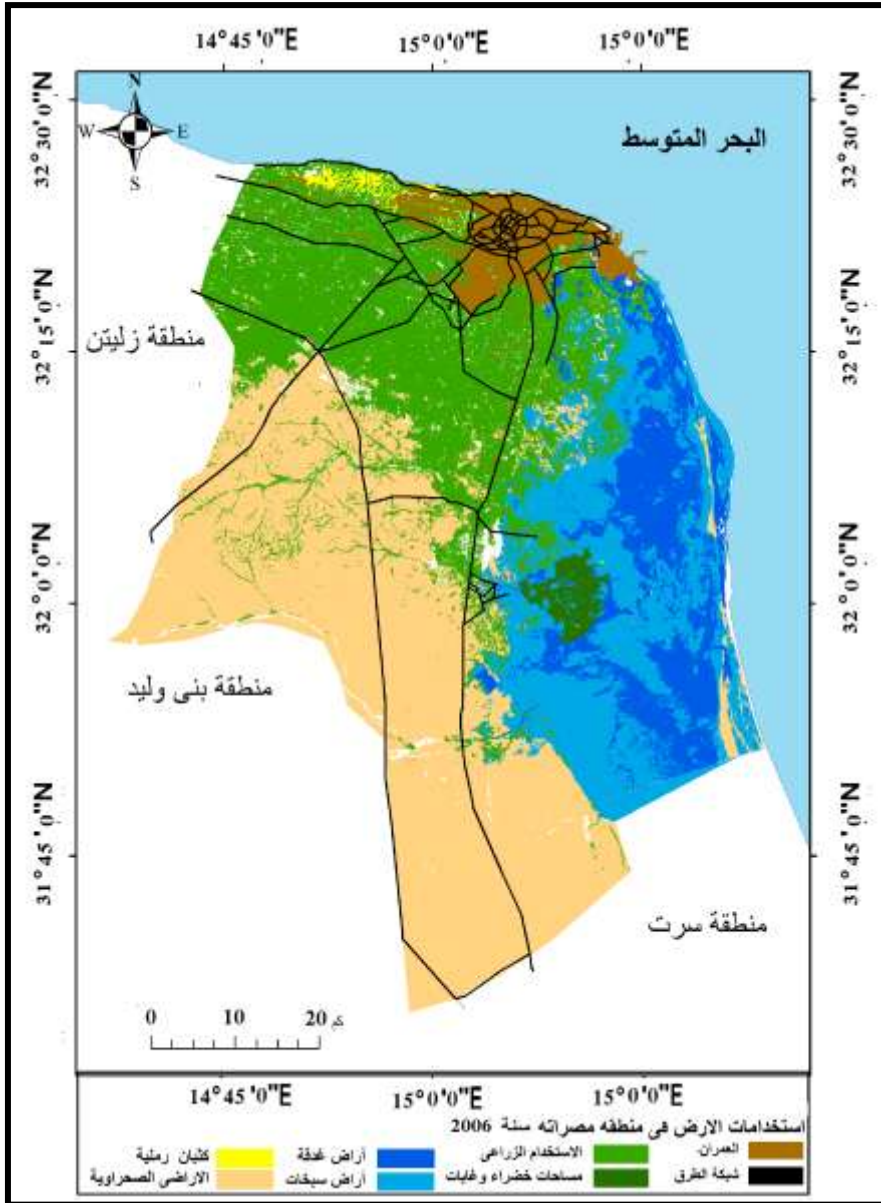 14°45'0"E 15°0'0"E 15°0'0"E
32°30'0"N 32°30'0"N
N
W E
S
البحر المتوسط
32°15'0"N 32°15'0"N
منطقة زليتن
32°0'0"N 32°0'0"N
منطقة بنى وليد
31°45'0"N 31°45'0"N
منطقة سرت
0 10 20 كم
14°45'0"E 15°0'0"E 15°0'0"E
استخدامات الارض فى منطقه مصراته سنة 2006
العمران الاستخدام الزراعى أراض غدقة كثبان رملية
شبكة الطرق مساحات خضراء وغابات أراض سبخات الاراضى الصحراوية